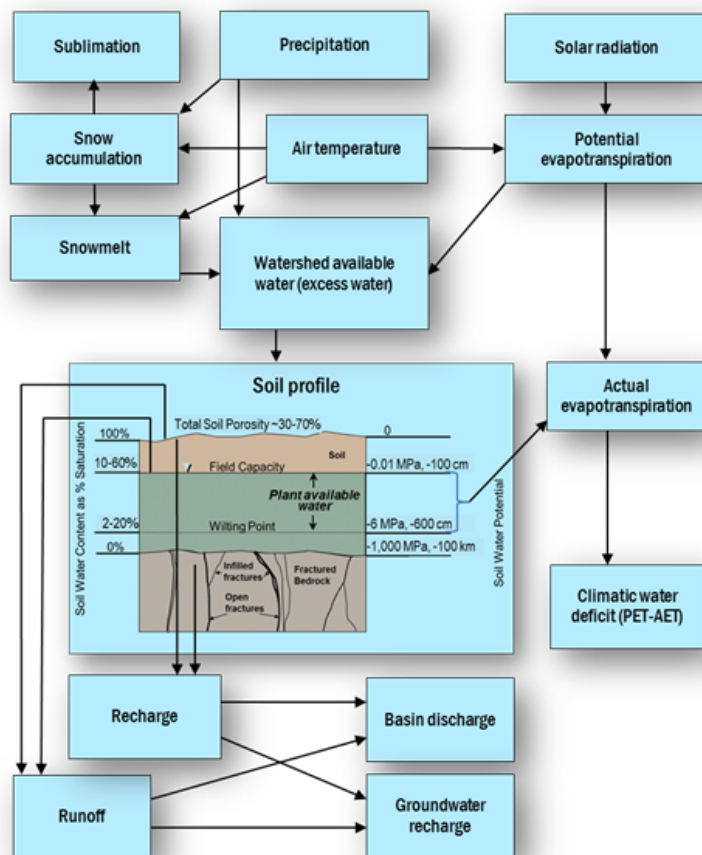 Sublimation
Precipitation
Solar radiation
Snow
accumulation
Air temperature
Potential
evapotranspiration
Snowmelt
Watershed available
water (excess water)
Soil profile
Actual
evapotranspiration
Soil Water Content as % Saturation
Total Soil Porosity ~30-70%
100%
0
Soil
10-60%
Field Capacity
-0.01 MPa, -100 cm
Plant available
water
2-20%
Wilting Point
-6 MPa, -600 cm
0%
-1,000 MPa, -100 km
Soil Water Potential
Infilled
fractures
Fractured
Bedrock
Open
fractures
Climatic water
deficit (PET-AET)
Recharge
Basin discharge
Runoff
Groundwater
recharge